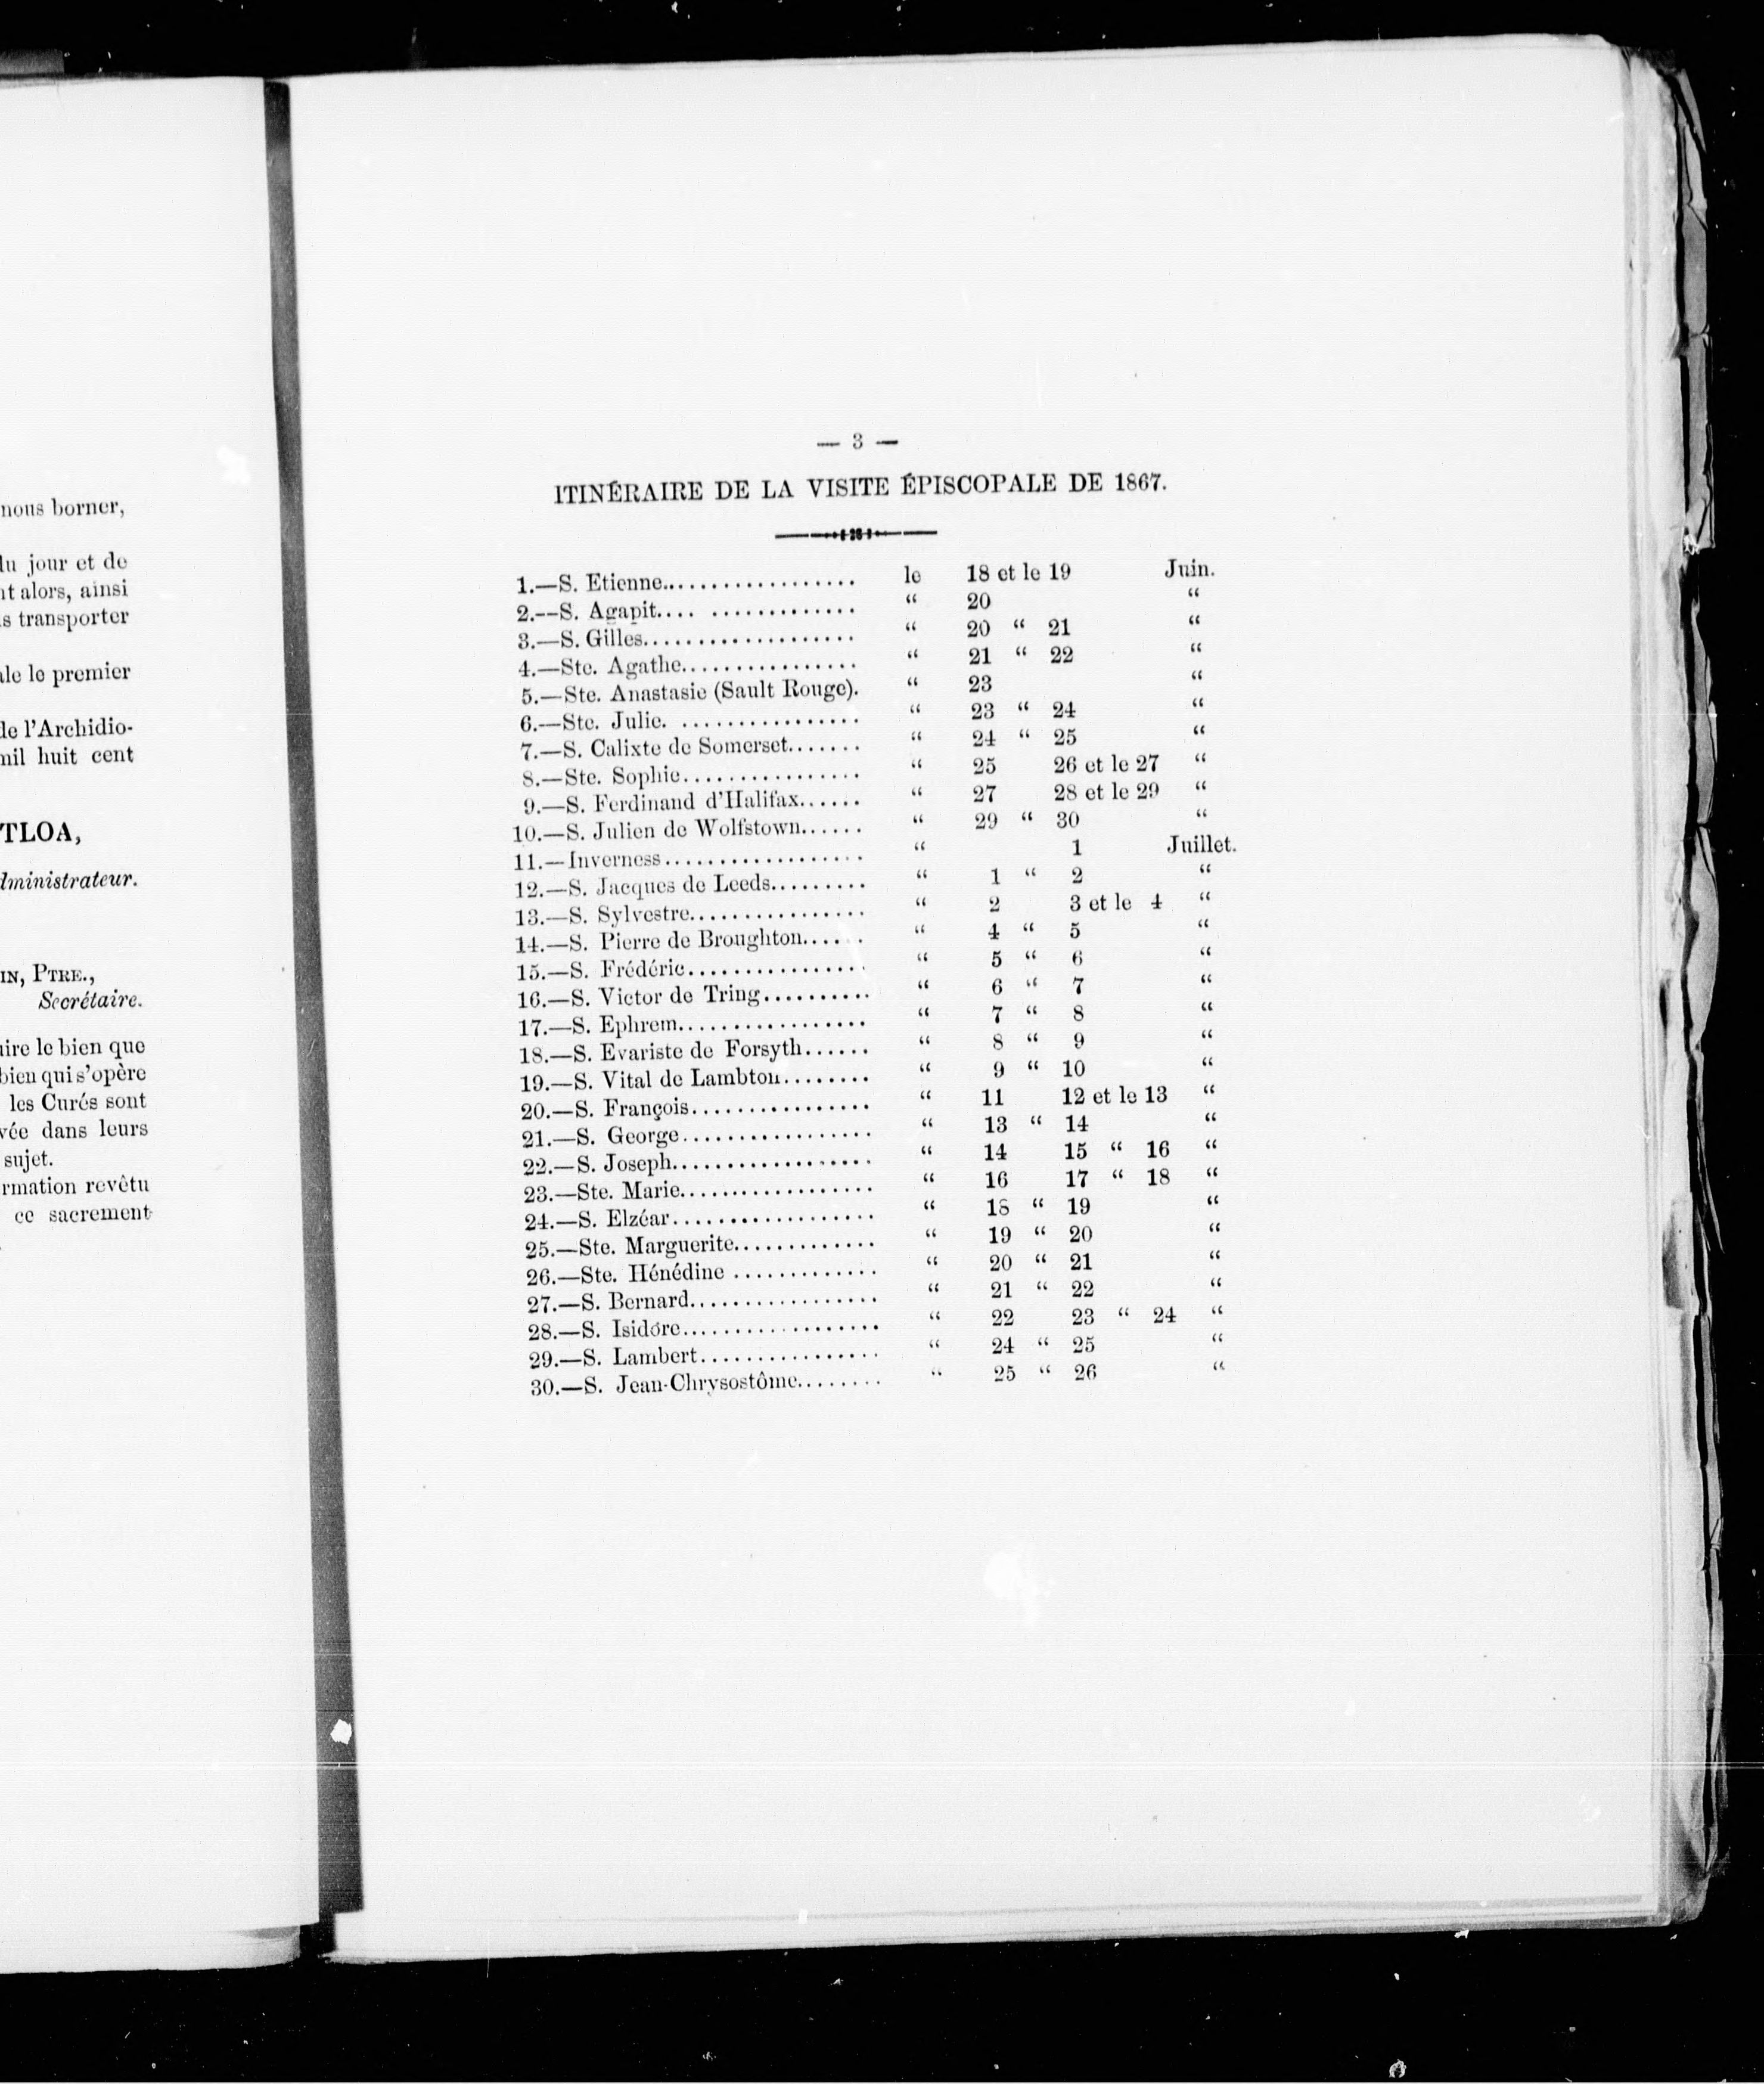 nous borner,
du jour et de
alors, ainsi
transporter
le premier
de l'Archidio-
mil huit cent
TLOA,
dministrateur.
IN, PTRE.,
Secrétaire.
le bien que
bien qui s'opère
les Curés sont
dans leurs
sujet.
rmation revêtu
ce sacrement
— 3 —
ITINÉRAIRE DE LA VISITE ÉPISCOPALE DE 1867.
1.—S. Etienne.................. le 18 et le 19 Juin.
2.--S. Agapit.... ............. “ 20 “
3.—S. Gilles................... “ 20 “ 21 “
4.—Ste. Agathe................ “ 21 “ 22 “
5.—Ste. Anastasie (Sault Rouge). “ 23 “
6.—Ste. Julie. ................ “ 23 “ 24 “
7.—S. Calixte de Somerset....... “ 24 “ 25 “
8.—Ste. Sophie................ “ 25 26 et le 27 “
9.—S. Ferdinand d'Halifax...... “ 27 28 et le 29 “
10.—S. Julien de Wolfstown...... “ 29 “ 30 “
11.—Inverness.................. “ 1 Juillet.
12.—S. Jacques de Leeds......... “ 1 “ 2 “
13.—S. Sylvestre................ “ 2 3 et le 4 “
14.—S. Pierre de Broughton...... “ 4 “ 5 “
15.—S. Frédéric................ “ 5 “ 6 “
16.—S. Victor de Tring.......... “ 6 “ 7 “
17.—S. Ephrem................. “ 7 “ 8 “
18.—S. Evariste de Forsyth...... “ 8 “ 9 “
19.—S. Vital de Lambton........ “ 9 “ 10 “
20.—S. François................ “ 11 12 et le 13 “
21.—S. George................. “ 13 “ 14 “
22.—S. Joseph.................. “ 14 15 “ 16 “
23.—Ste. Marie.................. “ 16 17 “ 18 “
24.—S. Elzéar.................. “ 18 “ 19 “
25.—Ste. Marguerite............. “ 19 “ 20 “
26.—Ste. Hénédine ............. “ 20 “ 21 “
27.—S. Bernard................. “ 21 “ 22 “
28.—S. Isidore.................. “ 22 23 “ 24 “
29.—S. Lambert................ “ 24 “ 25 “
30.—S. Jean-Chrysostôme........ “ 25 “ 26 “